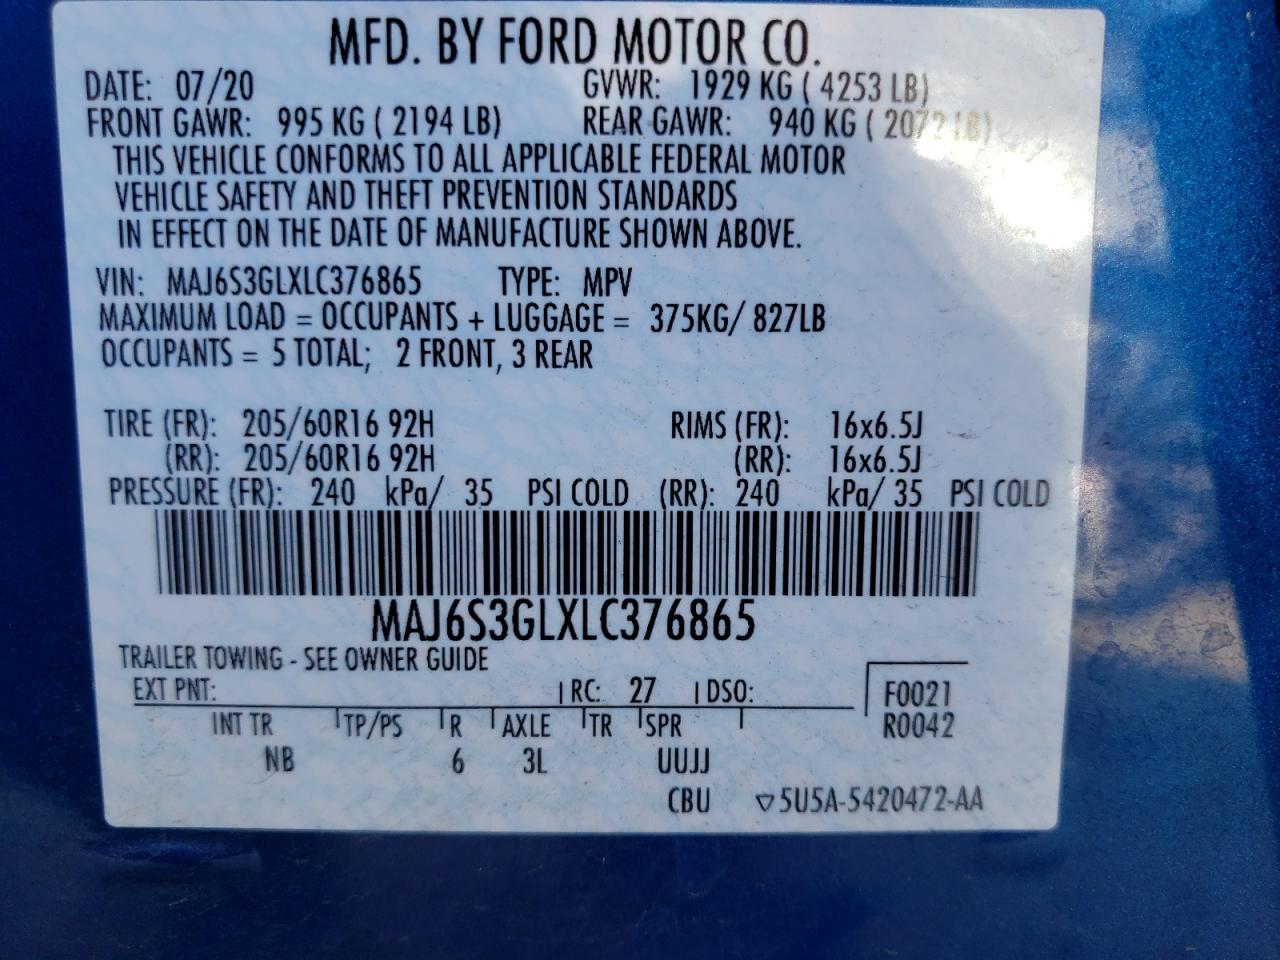 MFD. BY FORD MOTOR CO.
DATE: 07/20 GVWR: 1929 KG ( 4253 LB)
FRONT GAWR: 995 KG ( 2194 LB) REAR GAWR: 940 KG ( 2072 LB)
THIS VEHICLE CONFORMS TO ALL APPLICABLE FEDERAL MOTOR
VEHICLE SAFETY AND THEFT PREVENTION STANDARDS
IN EFFECT ON THE DATE OF MANUFACTURE SHOWN ABOVE.
VIN: MAJ6S3GLXLC376865 TYPE: MPV
MAXIMUM LOAD = OCCUPANTS + LUGGAGE = 375KG/ 827LB
OCCUPANTS = 5 TOTAL; 2 FRONT, 3 REAR
TIRE (FR): 205/60R16 92H RIMS (FR): 16x6.5J
(RR): 205/60R16 92H (RR): 16x6.5J
PRESSURE (FR): 240 kPa/ 35 PSI COLD (RR): 240 kPa/ 35 PSI COLD
MAJ6S3GLXLC376865
TRAILER TOWING - SEE OWNER GUIDE
EXT PNT: RC: 27 DSO: F0021
INT TR TP/PS R AXLE TR SPR R0042
NB 6 3L UUJJ
CBU ▽5U5A-5420472-AA